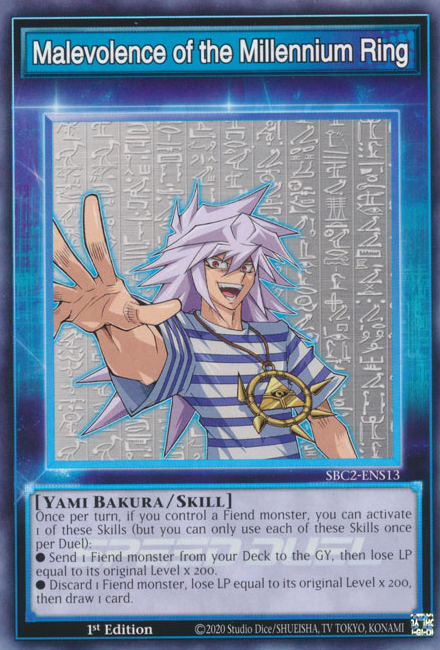 Malevolence of the Millennium Ring
SBC2-ENS13
[YAMI BAKURA/SKILL]
Once per turn, if you control a Fiend monster, you can activate
1 of these Skills (but you can only use each of these Skills once
per Duel):
● Send 1 Fiend monster from your Deck to the GY, then lose LP
equal to its original Level x 200.
● Discard 1 Fiend monster, lose LP equal to its original Level x 200,
then draw 1 card.
SPEED DUEL
1st Edition
©2020 Studio Dice/SHUEISHA, TV TOKYO, KONAMI